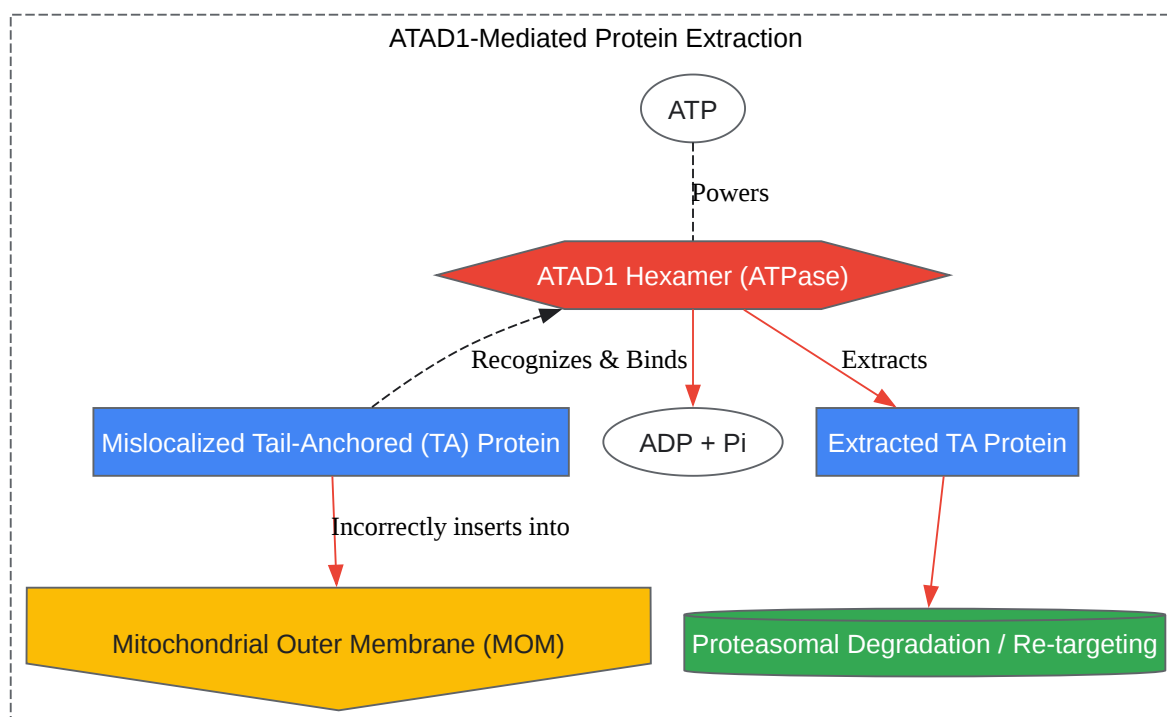 ATAD1-Mediated Protein Extraction
ATP
Powers
ATAD1 Hexamer (ATPase)
Recognizes & Binds
Extracts
Mislocalized Tail-Anchored (TA) Protein
ADP + Pi
Extracted TA Protein
Incorrectly inserts into
Mitochondrial Outer Membrane (MOM)
Proteasomal Degradation / Re-targeting